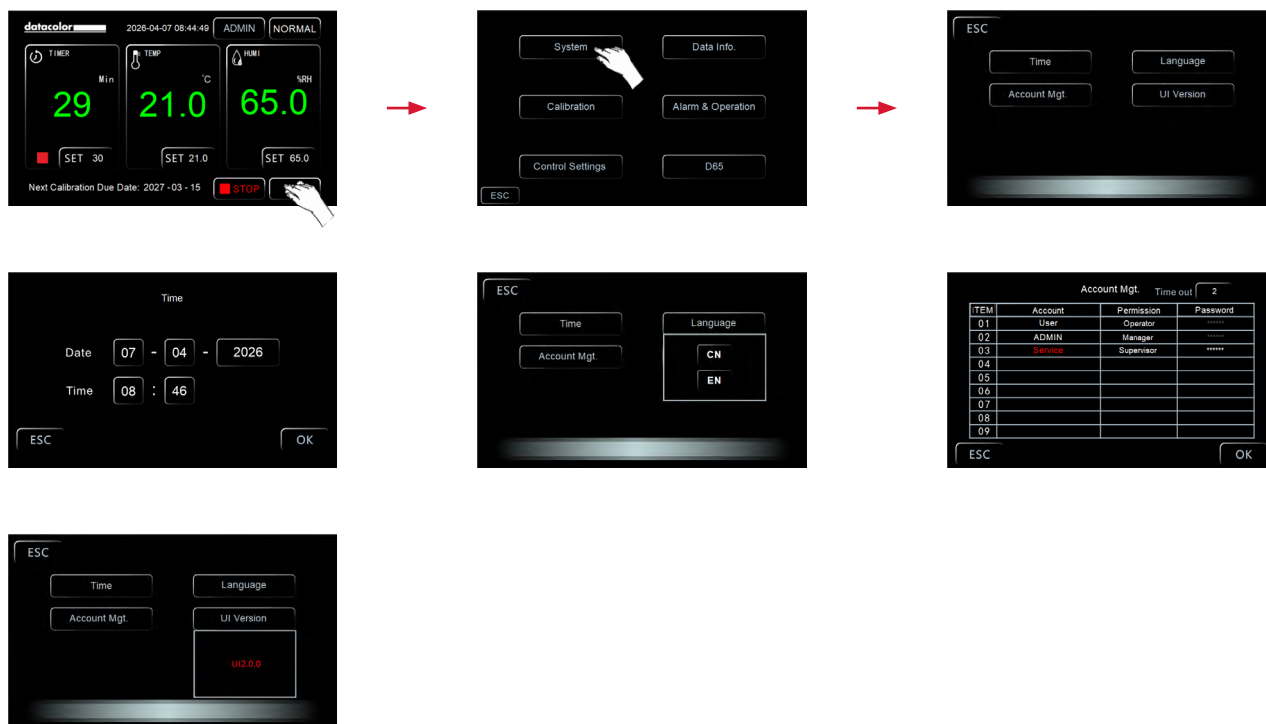 datacolor 2026-04-07 08:44:49 ADMIN NORMAL
TIMER TEMP HUMI
Min ℃ %RH
29 21.0 65.0
SET 30 SET 21.0 SET 65.0
Next Calibration Due Date: 2027 - 03 - 15 STOP
System Data Info.
Calibration Alarm & Operation
Control Settings D65
ESC
ESC
Time Language
Account Mgt. UI Version
Time
Date 07 - 04 - 2026
Time 08 : 46
ESC OK
ESC
Time Language
Account Mgt. CN
EN
Account Mgt. Time out 2
ITEM Account Permission Password
01 User Operator ******
02 ADMIN Manager ******
03 Service Supervisor ******
04
05
06
07
08
09
ESC OK
ESC
Time Language
Account Mgt. UI Version
UI2.0.0